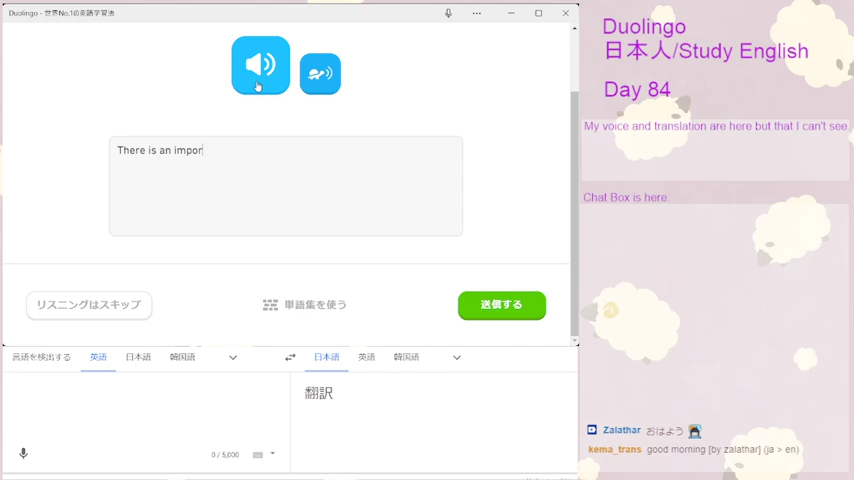 Duolingo - 世界No.1の英語学習法
There is an impor
リスニングはスキップ
単語集を使う
送信する
言語を検出する 英語 日本語 韓国語
日本語 英語 韓国語
翻訳
0 / 5,000
Duolingo
日本人/Study English
Day 84
My voice and translation are here but that I can't see.
Chat Box is here.
Zalathar おはよう
kema_trans good morning [by zalathar] (ja > en)